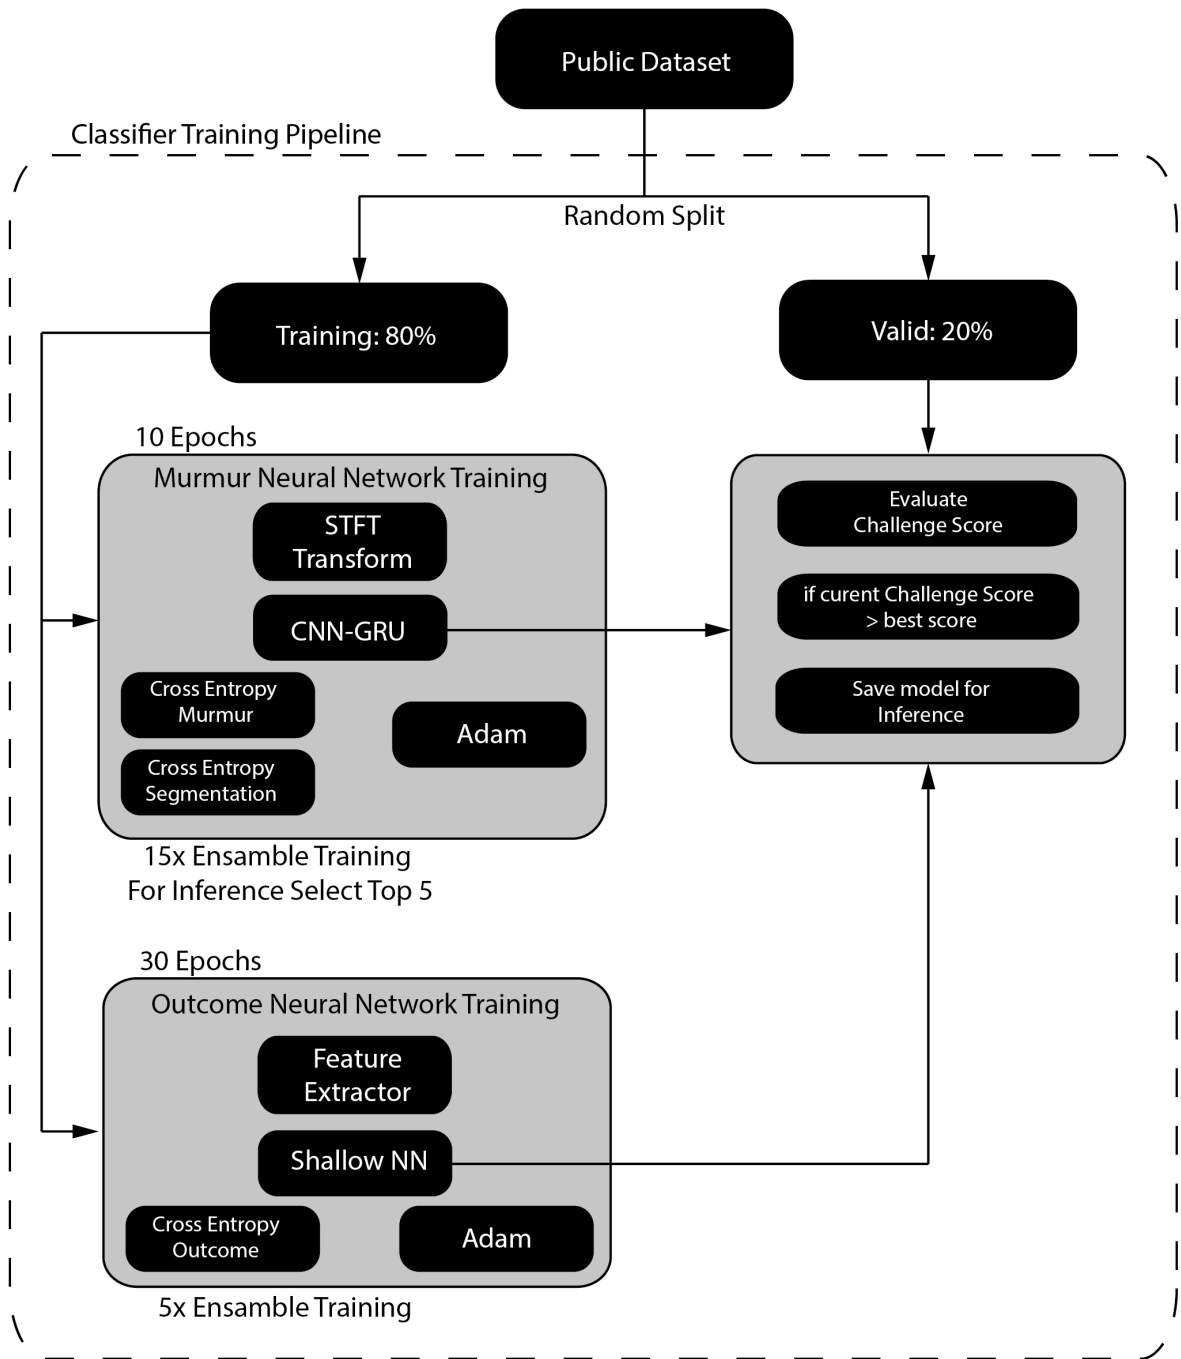 Public Dataset
Classifier Training Pipeline
Random Split
Training: 80%
Valid: 20%
10 Epochs
Murmur Neural Network Training
STFT
Transform
CNN-GRU
Cross Entropy
Murmur
Adam
Cross Entropy
Segmentation
15x Ensamble Training
For Inference Select Top 5
Evaluate
Challenge Score
if curent Challenge Score
> best score
Save model for
Inference
30 Epochs
Outcome Neural Network Training
Feature
Extractor
Shallow NN
Cross Entropy
Outcome
Adam
5x Ensamble Training